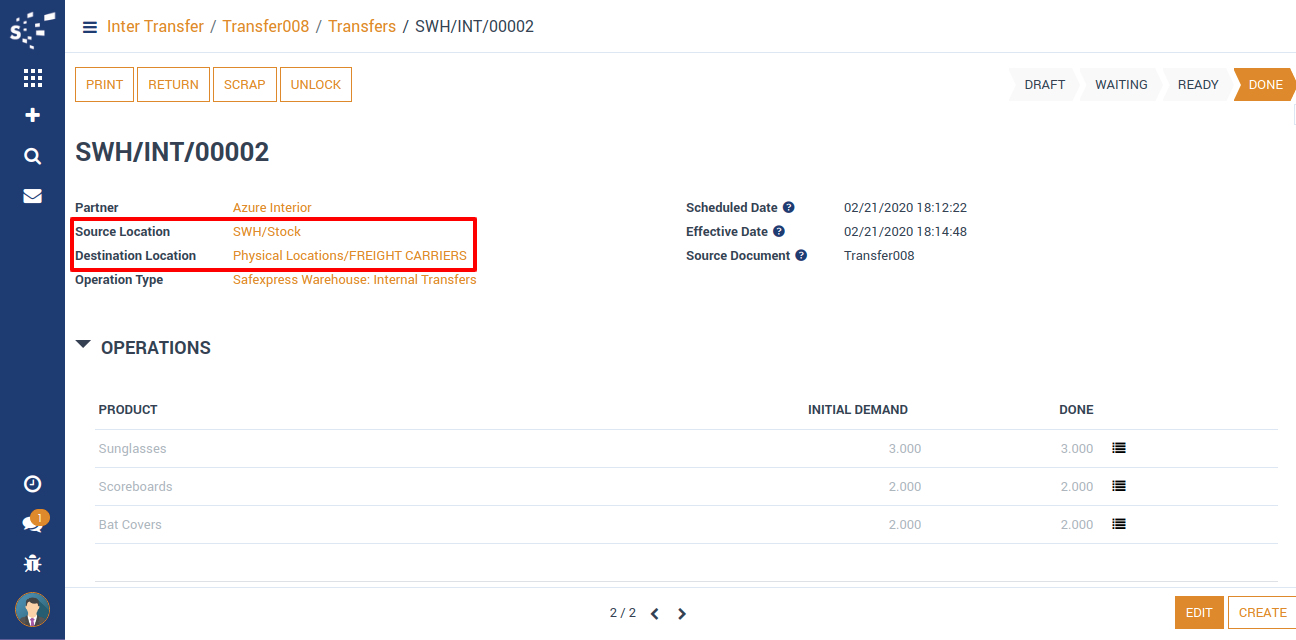 S
Inter Transfer / Transfer008 / Transfers / SWH/INT/00002
PRINT RETURN SCRAP UNLOCK DRAFT WAITING READY DONE
SWH/INT/00002
Partner Azure Interior Scheduled Date ? 02/21/2020 18:12:22
Source Location SWH/Stock Effective Date ? 02/21/2020 18:14:48
Destination Location Physical Locations/FREIGHT CARRIERS Source Document ? Transfer008
Operation Type Safexpress Warehouse: Internal Transfers
OPERATIONS
PRODUCT INITIAL DEMAND DONE
Sunglasses 3.000 3.000
Scoreboards 2.000 2.000
Bat Covers 2.000 2.000
1
2 / 2 EDIT CREATE